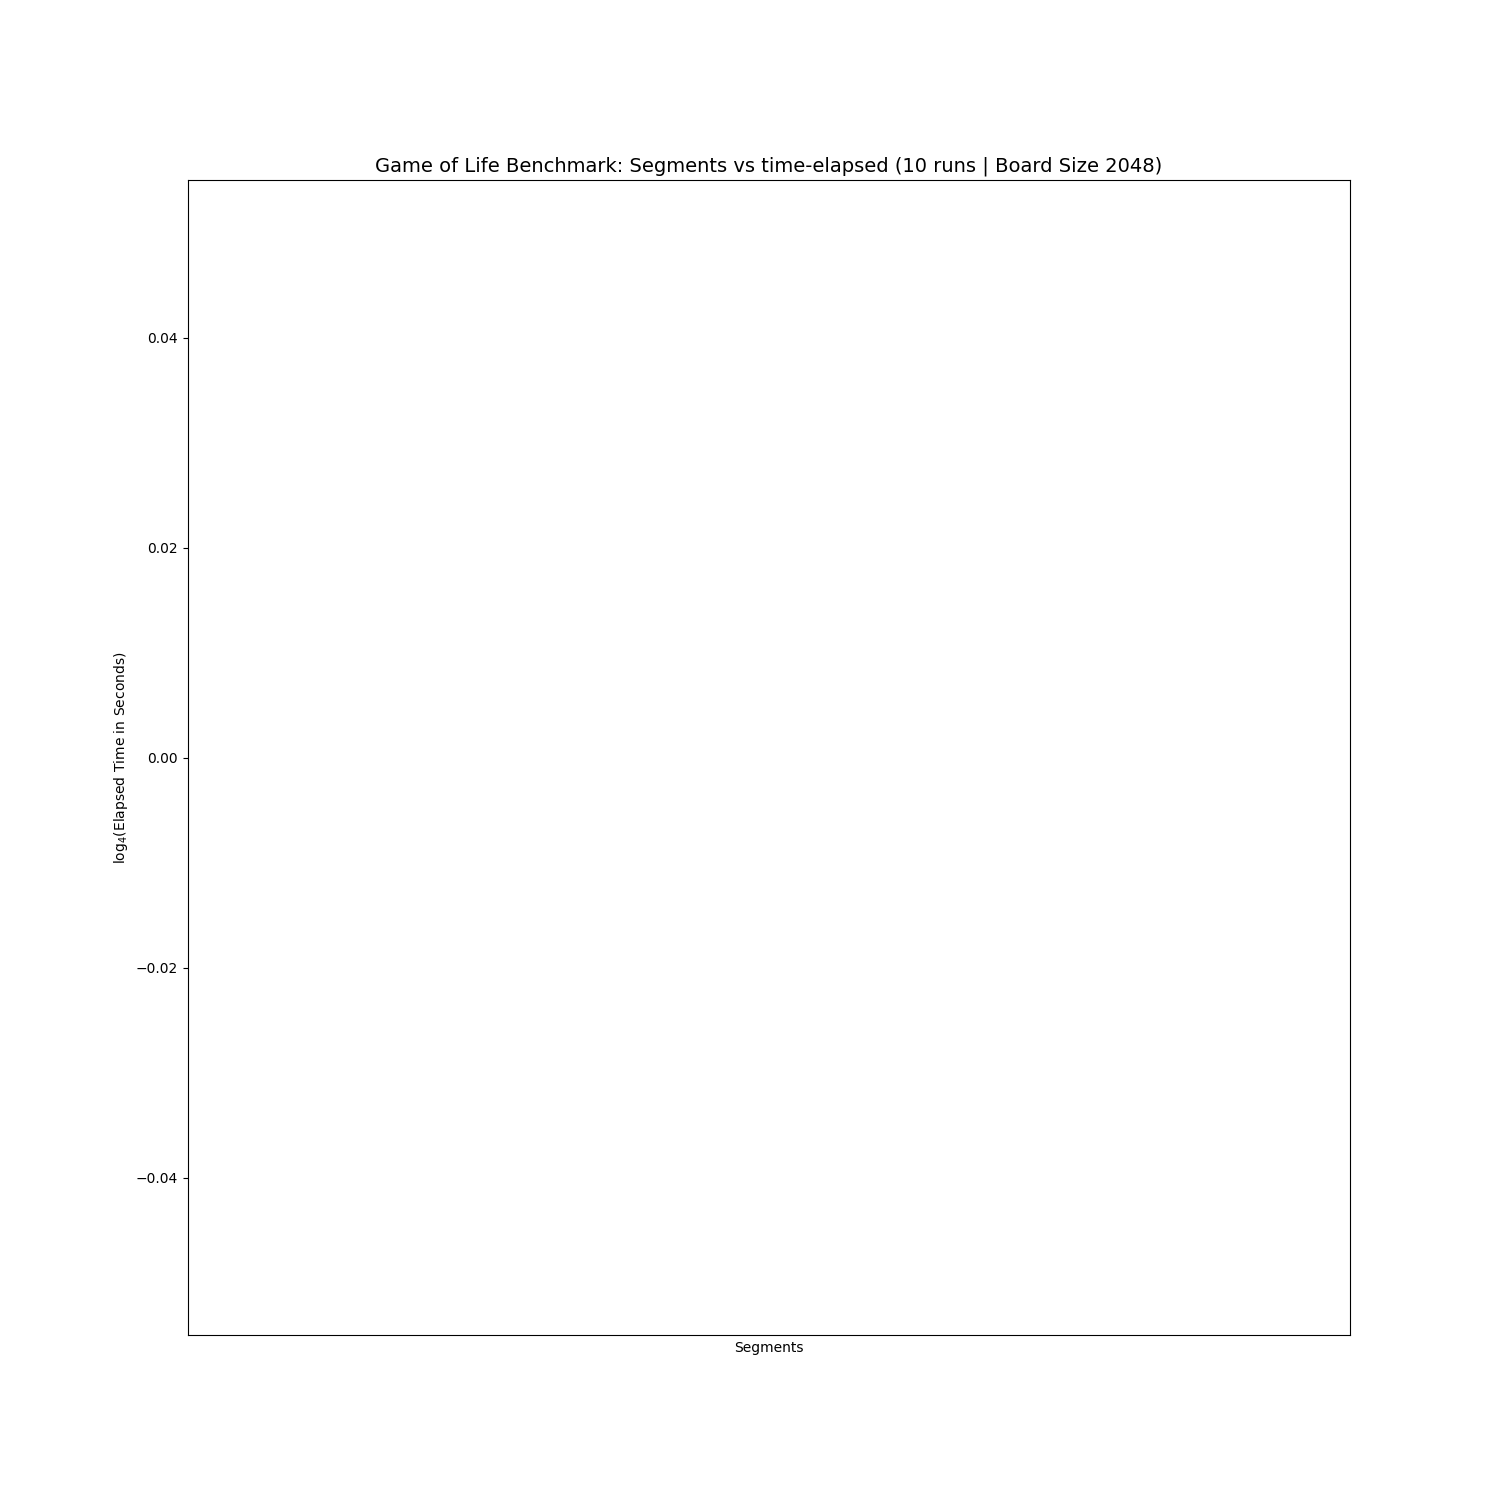 Game of Life Benchmark: Segments vs time-elapsed (10 runs | Board Size 2048)
0.04
0.02
0.00
−0.02
−0.04
log₄(Elapsed Time in Seconds)
Segments